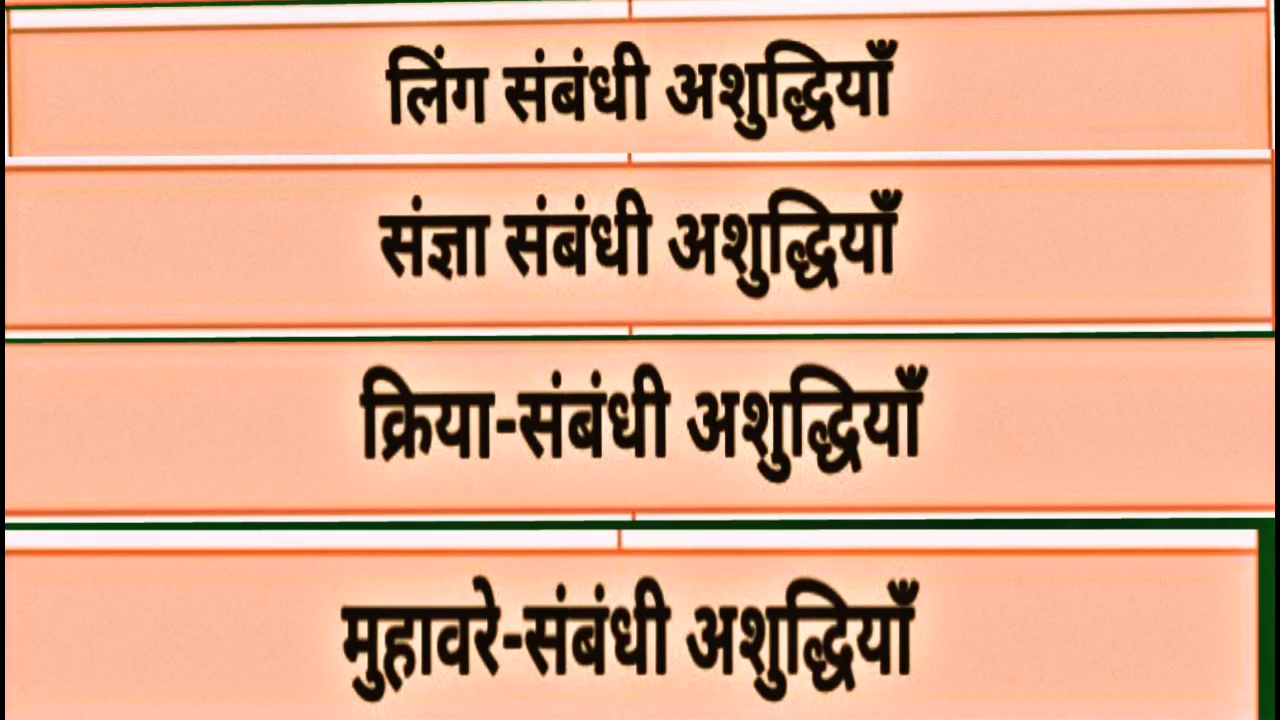 लिंग संबंधी अशुद्धियाँ
संज्ञा संबंधी अशुद्धियाँ
क्रिया-संबंधी अशुद्धियाँ
मुहावरे-संबंधी अशुद्धियाँ